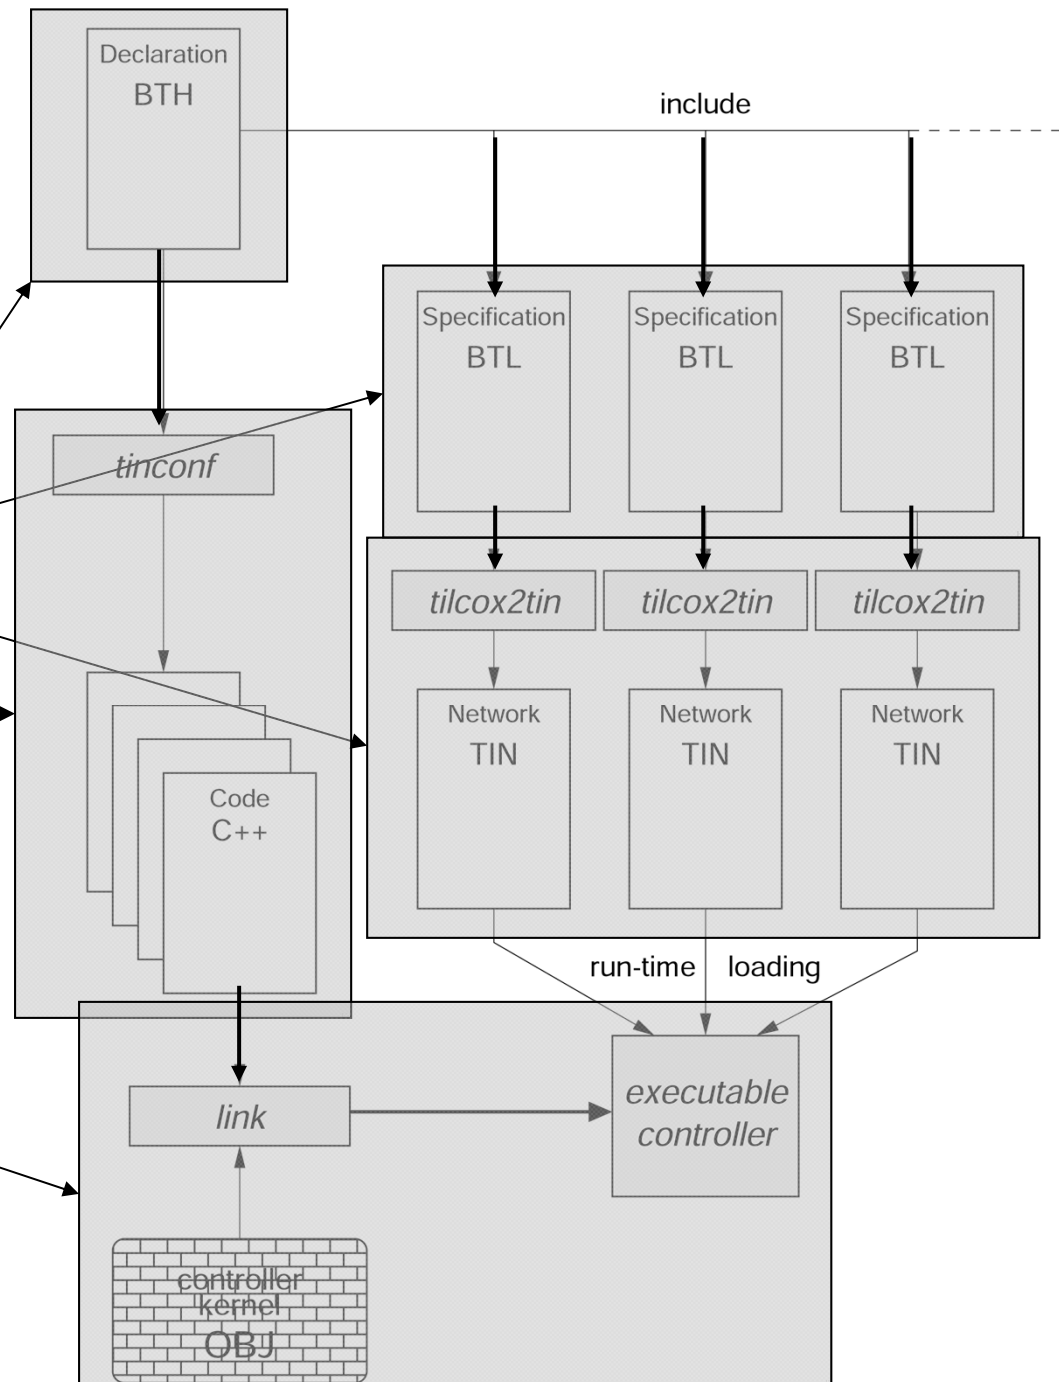 Declaration
BTH
include
Specification
BTL
Specification
BTL
Specification
BTL
tinconf
tilcox2tin
tilcox2tin
tilcox2tin
Network
TIN
Network
TIN
Network
TIN
Code
C++
run-time loading
executable
controller
link
controller
kernel
OBJ